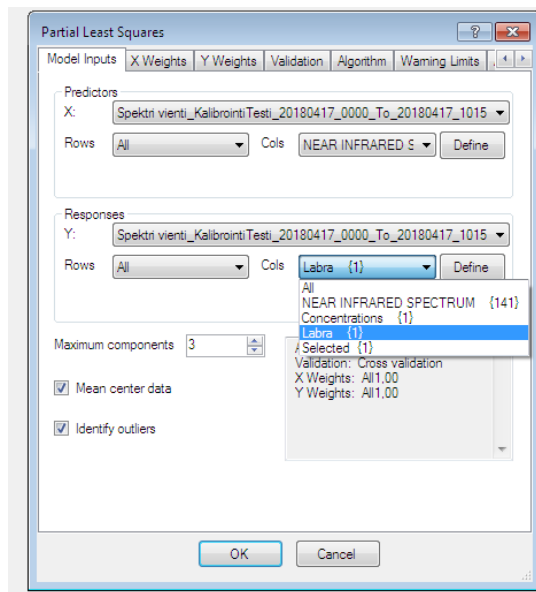 Partial Least Squares
Model Inputs X Weights Y Weights Validation Algorithm Warning Limits
Predictors
X: Spektri vienti_KalibrointiTesti_20180417_0000_To_20180417_1015
Rows All Cols NEAR INFRARED S Define
Responses
Y: Spektri vienti_KalibrointiTesti_20180417_0000_To_20180417_1015
Rows All Cols Labra {1} Define
All
NEAR INFRARED SPECTRUM {141}
Concentrations {1}
Labra {1}
Selected {1}
Maximum components 3
Validation: Cross validation
X Weights: All1,00
Y Weights: All1,00
Mean center data
Identify outliers
OK Cancel